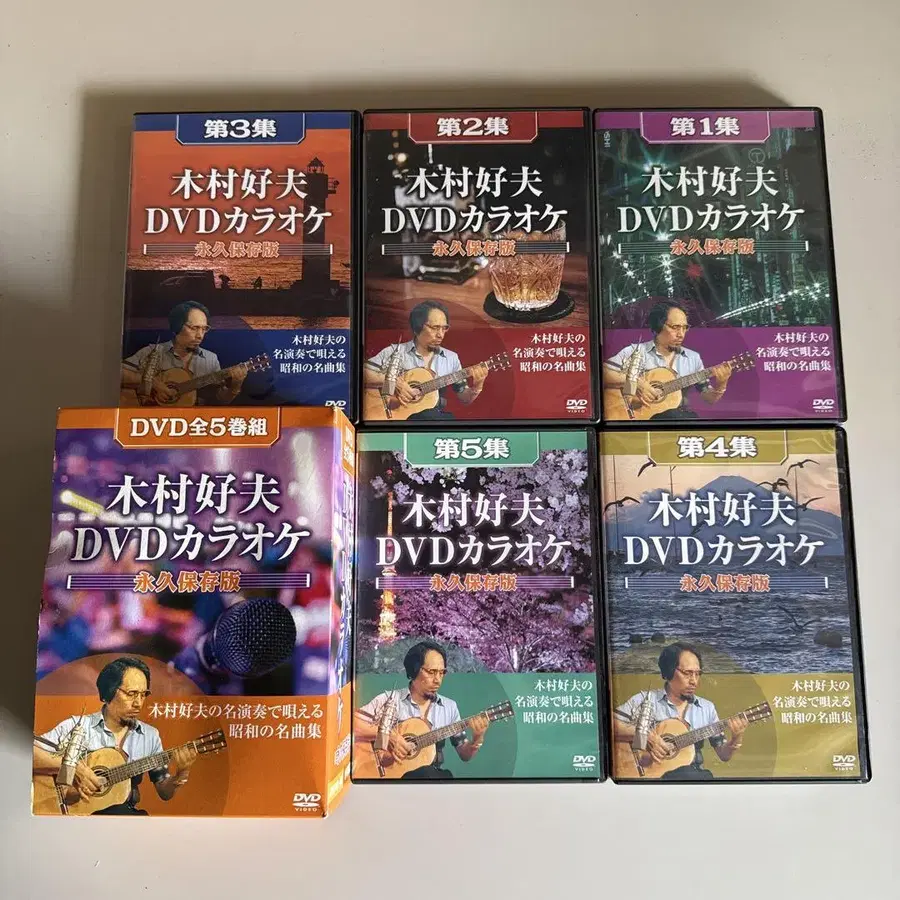 第3集
木村好夫
DVDカラオケ
永久保存版
木村好夫の
名演奏で唄える
昭和の名曲集
DVD
第2集
木村好夫
DVDカラオケ
永久保存版
木村好夫の
名演奏で唄える
昭和の名曲集
DVD
VIDEO
第1集
木村好夫
DVDカラオケ
永久保存版
木村好夫の
名演奏で唄える
昭和の名曲集
DVD
VIDEO
DVD全5巻組
木村好夫
DVDカラオケ
永久保存版
木村好夫の名演奏で唄える
昭和の名曲集
DVD
VIDEO
第5集
木村好夫
DVDカラオケ
永久保存版
木村好夫の
名演奏で唄える
昭和の名曲集
DVD
VIDEO
第4集
木村好夫
DVDカラオケ
永久保存版
木村好夫の
名演奏で唄える
昭和の名曲集
DVD
VIDEO